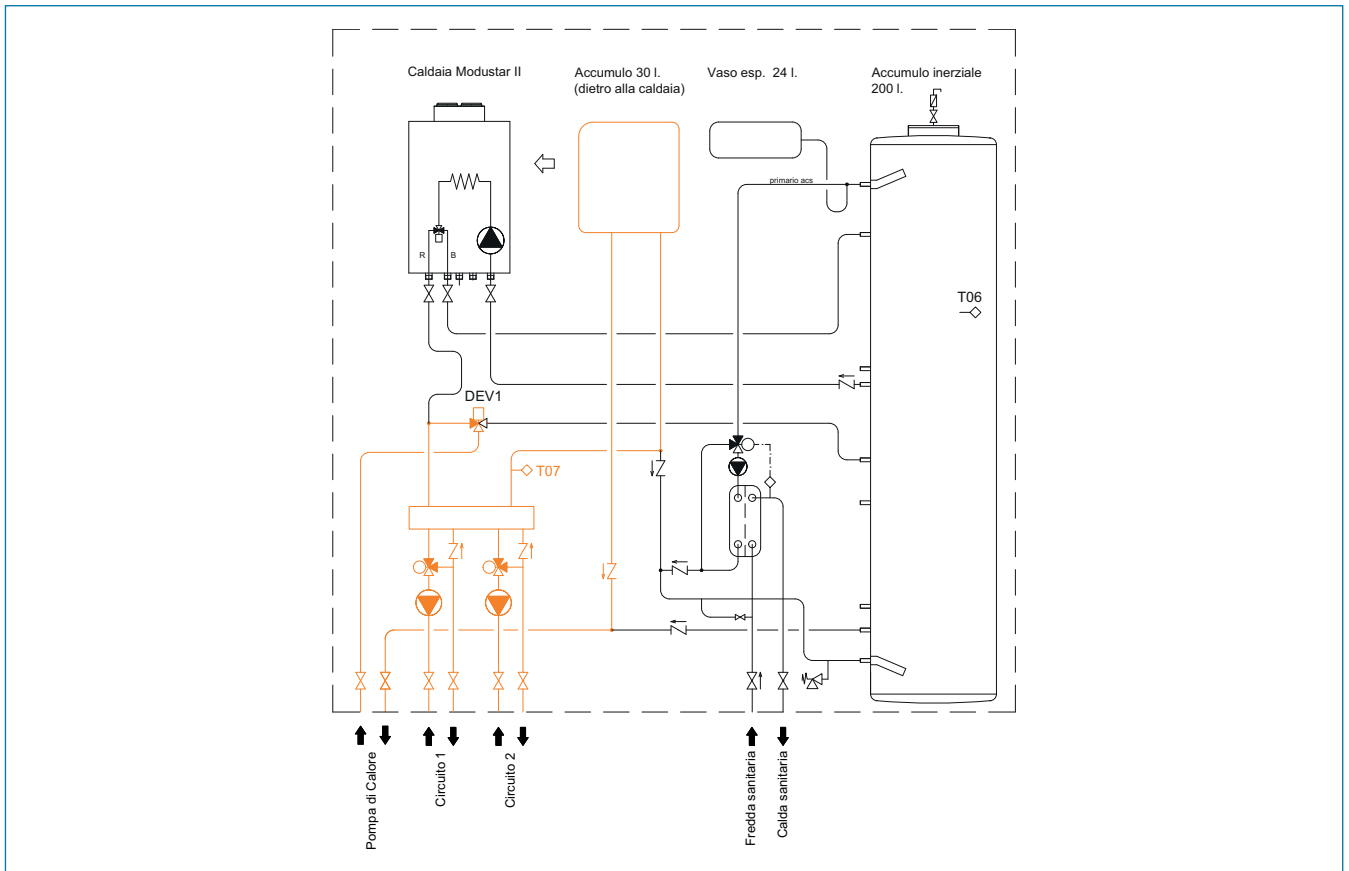 Caldaia Modustar II
Accumulo 30 l.
(dietro alla caldaia)
Vaso esp. 24 l.
Accumulo inerziale
200 l.
primario acs
R
B
T06
DEV1
T07
Pompa di Calore
Circuito 1
Circuito 2
Fredda sanitaria
Calda sanitaria